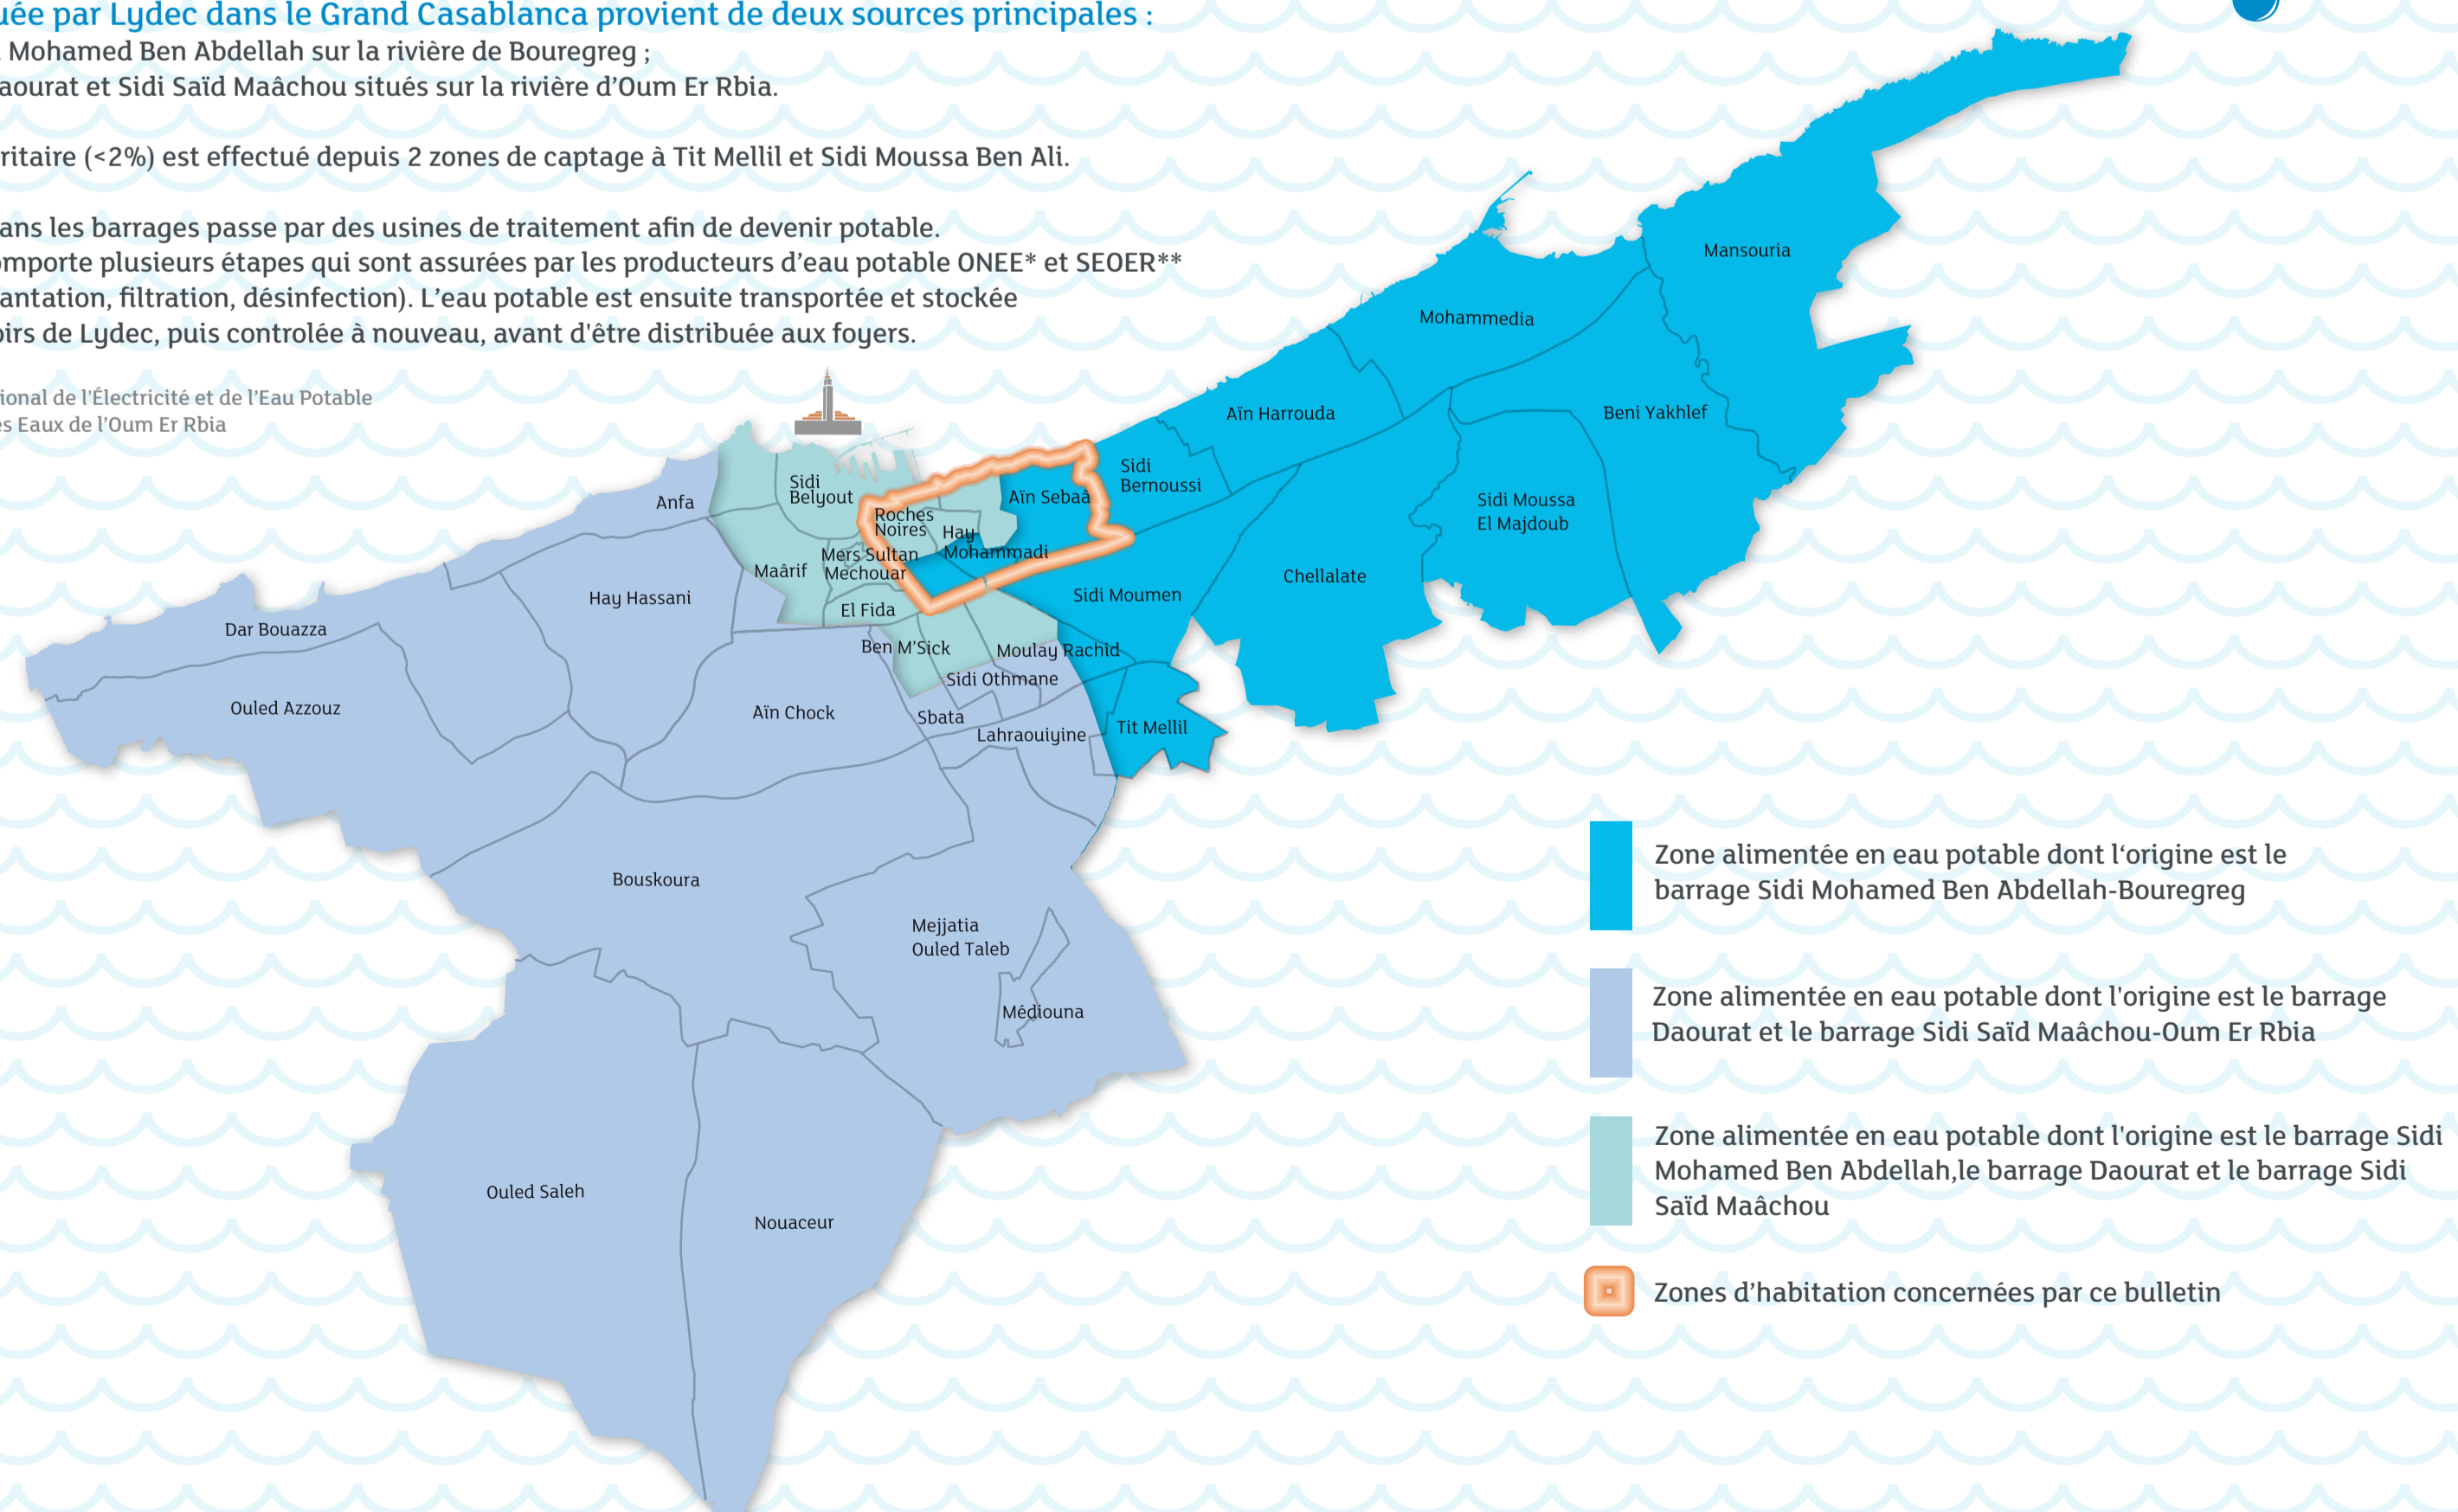 uée par Lydec dans le Grand Casablanca provient de deux sources principales :
Mohamed Ben Abdellah sur la rivière de Bouregreg ;
aourat et Sidi Saïd Maâchou situés sur la rivière d’Oum Er Rbia.
ritaire (<2%) est effectué depuis 2 zones de captage à Tit Mellil et Sidi Moussa Ben Ali.
ans les barrages passe par des usines de traitement afin de devenir potable.
omporte plusieurs étapes qui sont assurées par les producteurs d’eau potable ONEE* et SEOER**
antation, filtration, désinfection). L’eau potable est ensuite transportée et stockée
oirs de Lydec, puis controlée à nouveau, avant d'être distribuée aux foyers.
ional de l'Électricité et de l’Eau Potable
es Eaux de l’Oum Er Rbia
Mansouria
Mohammedia
Aïn Harrouda
Beni Yakhlef
Sidi
Bernoussi
Sidi
Belyout
Anfa
Aïn Sebaâ
Sidi Moussa
El Majdoub
Roches
Noires
Hay
Mohammadi
Mers Sultan
Mechouar
Maârif
Chellalate
Hay Hassani
Sidi Moumen
El Fida
Dar Bouazza
Ben M’Sick
Moulay Rachid
Sidi Othmane
Ouled Azzouz
Aïn Chock
Sbata
Tit Mellil
Lahraouiyine
Bouskoura
Mejjatia
Ouled Taleb
Médiouna
Ouled Saleh
Nouaceur
Zone alimentée en eau potable dont l‘origine est le
barrage Sidi Mohamed Ben Abdellah-Bouregreg
Zone alimentée en eau potable dont l'origine est le barrage
Daourat et le barrage Sidi Saïd Maâchou-Oum Er Rbia
Zone alimentée en eau potable dont l'origine est le barrage Sidi
Mohamed Ben Abdellah,le barrage Daourat et le barrage Sidi
Saïd Maâchou
Zones d’habitation concernées par ce bulletin